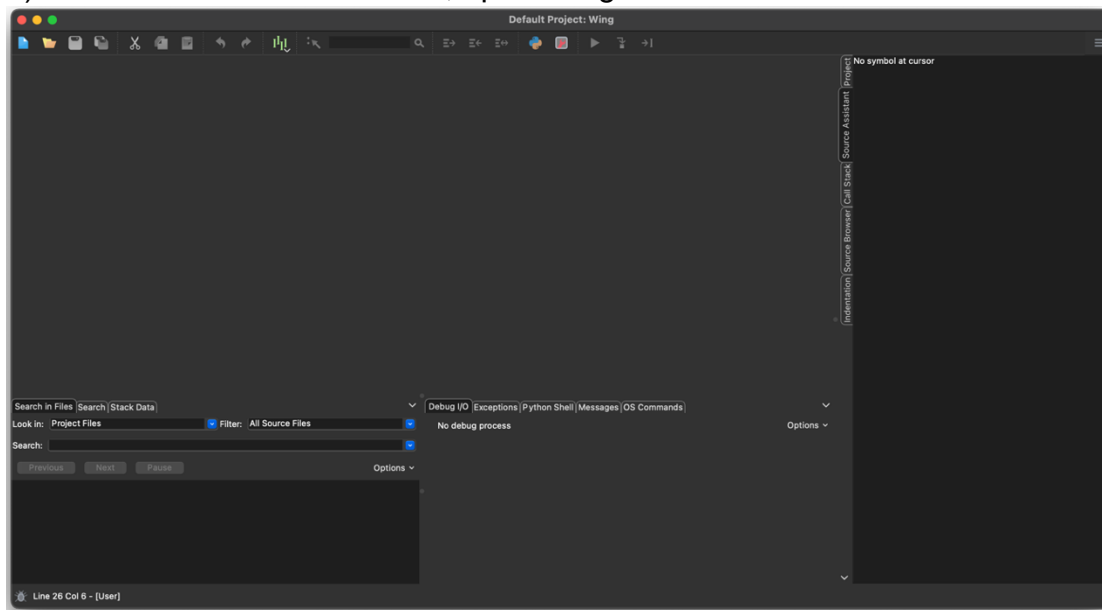 Default Project: Wing
No symbol at cursor
Project
Source Assistant
Call Stack
Source Browser
Indentation
Search in Files Search Stack Data
Look in: Project Files Filter: All Source Files
Search:
Previous Next Pause Options
Debug I/O Exceptions Python Shell Messages OS Commands
No debug process Options
Line 26 Col 6 - [User]